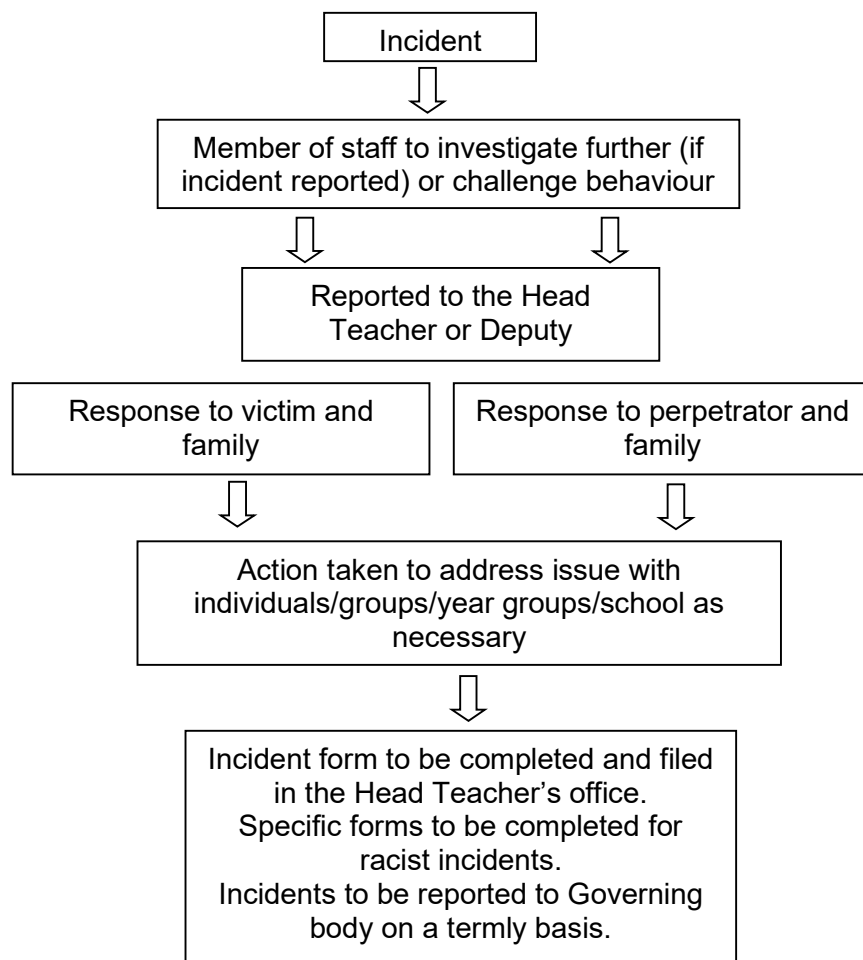 Incident
Member of staff to investigate further (if
incident reported) or challenge behaviour
Reported to the Head
Teacher or Deputy
Response to victim and
family
Response to perpetrator and
family
Action taken to address issue with
individuals/groups/year groups/school as
necessary
Incident form to be completed and filed
in the Head Teacher’s office.
Specific forms to be completed for
racist incidents.
Incidents to be reported to Governing
body on a termly basis.